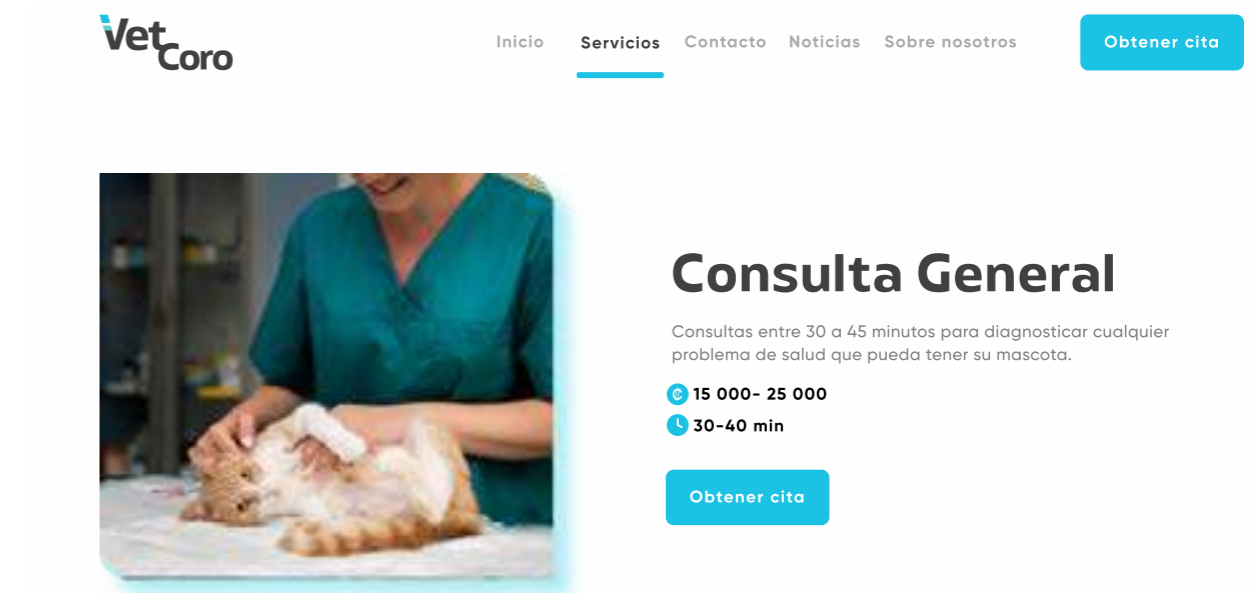 Vet
Coro
Inicio Servicios Contacto Noticias Sobre nosotros Obtener cita
Consulta General
Consultas entre 30 a 45 minutos para diagnosticar cualquier
problema de salud que pueda tener su mascota.
₡ 15 000- 25 000
30-40 min
Obtener cita